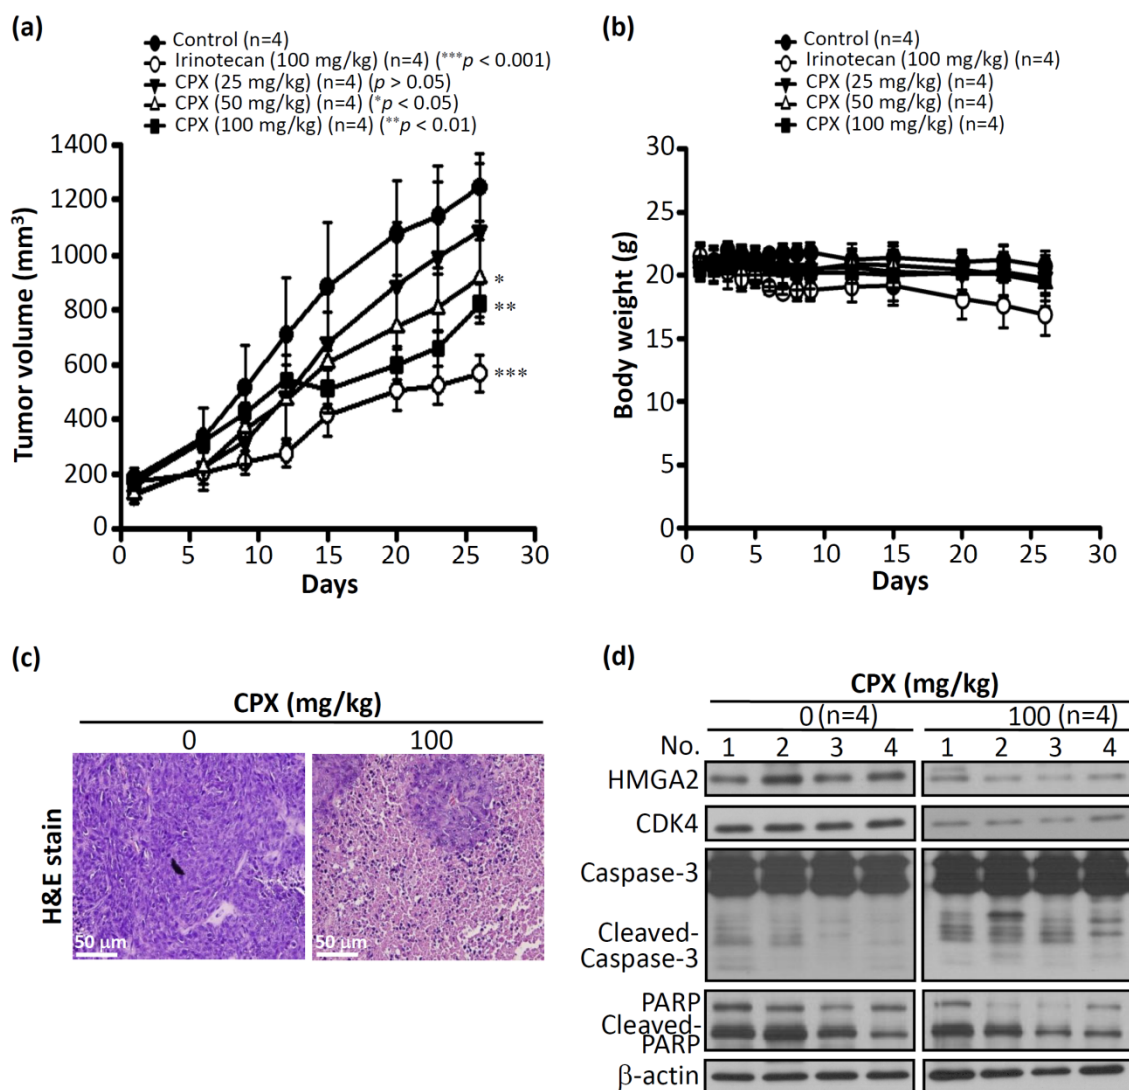 (a)
Control (n=4)
Irinotecan (100 mg/kg) (n=4) (***p < 0.001)
CPX (25 mg/kg) (n=4) (p > 0.05)
CPX (50 mg/kg) (n=4) (*p < 0.05)
CPX (100 mg/kg) (n=4) (**p < 0.01)
1400
1200
1000
800
600
400
200
0
Tumor volume (mm³)
*
**
***
0 5 10 15 20 25 30
Days
(b)
Control (n=4)
Irinotecan (100 mg/kg) (n=4)
CPX (25 mg/kg) (n=4)
CPX (50 mg/kg) (n=4)
CPX (100 mg/kg) (n=4)
30
25
20
15
10
5
0
Body weight (g)
0 5 10 15 20 25 30
Days
(c)
CPX (mg/kg)
0 100
H&E stain
50 μm 50 μm
(d)
CPX (mg/kg)
0 (n=4) 100 (n=4)
No. 1 2 3 4 1 2 3 4
HMGA2
CDK4
Caspase-3
Cleaved-
Caspase-3
PARP
Cleaved-
PARP
β-actin